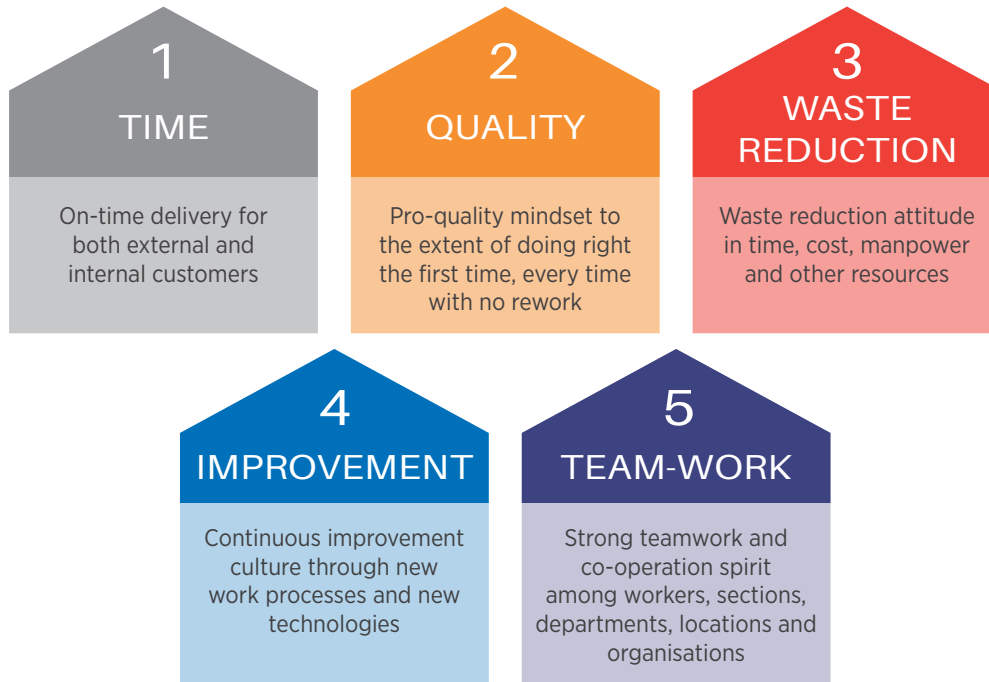 1
TIME
On-time delivery for
both external and
internal customers
2
QUALITY
Pro-quality mindset to
the extent of doing right
the first time, every time
with no rework
3
WASTE
REDUCTION
Waste reduction attitude
in time, cost, manpower
and other resources
4
IMPROVEMENT
Continuous improvement
culture through new
work processes and new
technologies
5
TEAM-WORK
Strong teamwork and
co-operation spirit
among workers, sections,
departments, locations and
organisations